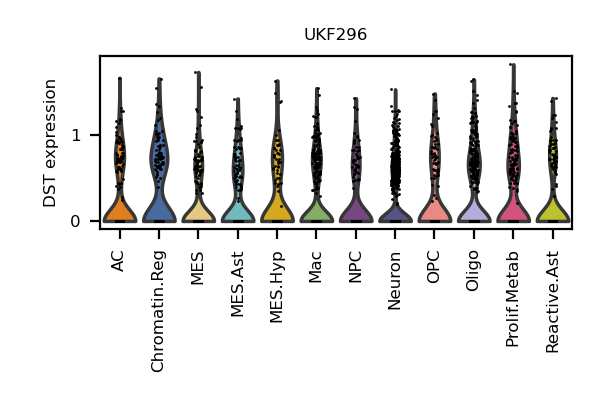 UKF296
DST expression
1
0
AC
Chromatin.Reg
MES
MES.Ast
MES.Hyp
Mac
NPC
Neuron
OPC
Oligo
Prolif.Metab
Reactive.Ast